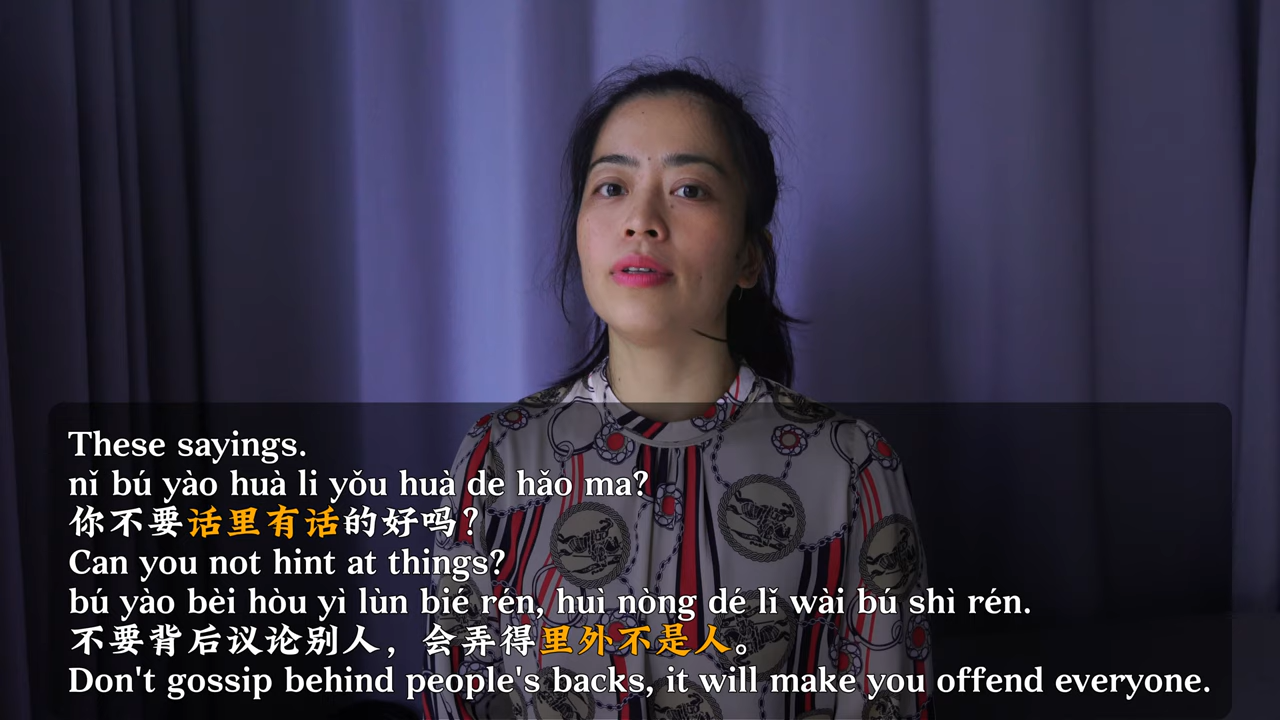 These sayings.
nǐ bú yào huà li yǒu huà de hǎo ma?
你不要话里有话的好吗？
Can you not hint at things?
bú yào bèi hòu yì lùn bié rén, huì nòng dé lǐ wài bú shì rén.
不要背后议论别人，会弄得里外不是人。
Don't gossip behind people's backs, it will make you offend everyone.